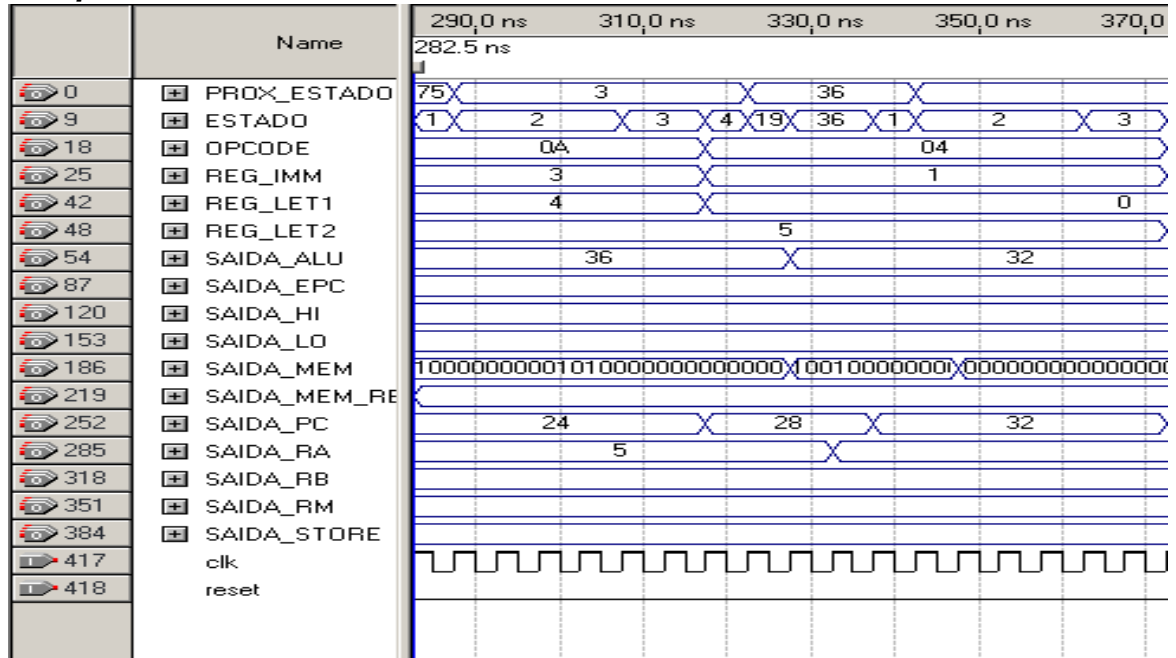 290,0 ns 310,0 ns 330,0 ns 350,0 ns 370,0
Name
282.5 ns
0 PROX_ESTADO 75 3 36
9 ESTADO 1 2 3 4 19 36 1 2 3
18 OPCODE 0A 04
25 REG_IMM 3 1
42 REG_LET1 4 0
48 REG_LET2 5
54 SAIDA_ALU 36 32
87 SAIDA_EPC
120 SAIDA_HI
153 SAIDA_LO
186 SAIDA_MEM
219 SAIDA_MEM_RE
252 SAIDA_PC 24 28 32
285 SAIDA_RA 5
318 SAIDA_RB
351 SAIDA_RM
384 SAIDA_STORE
417 clk
418 reset